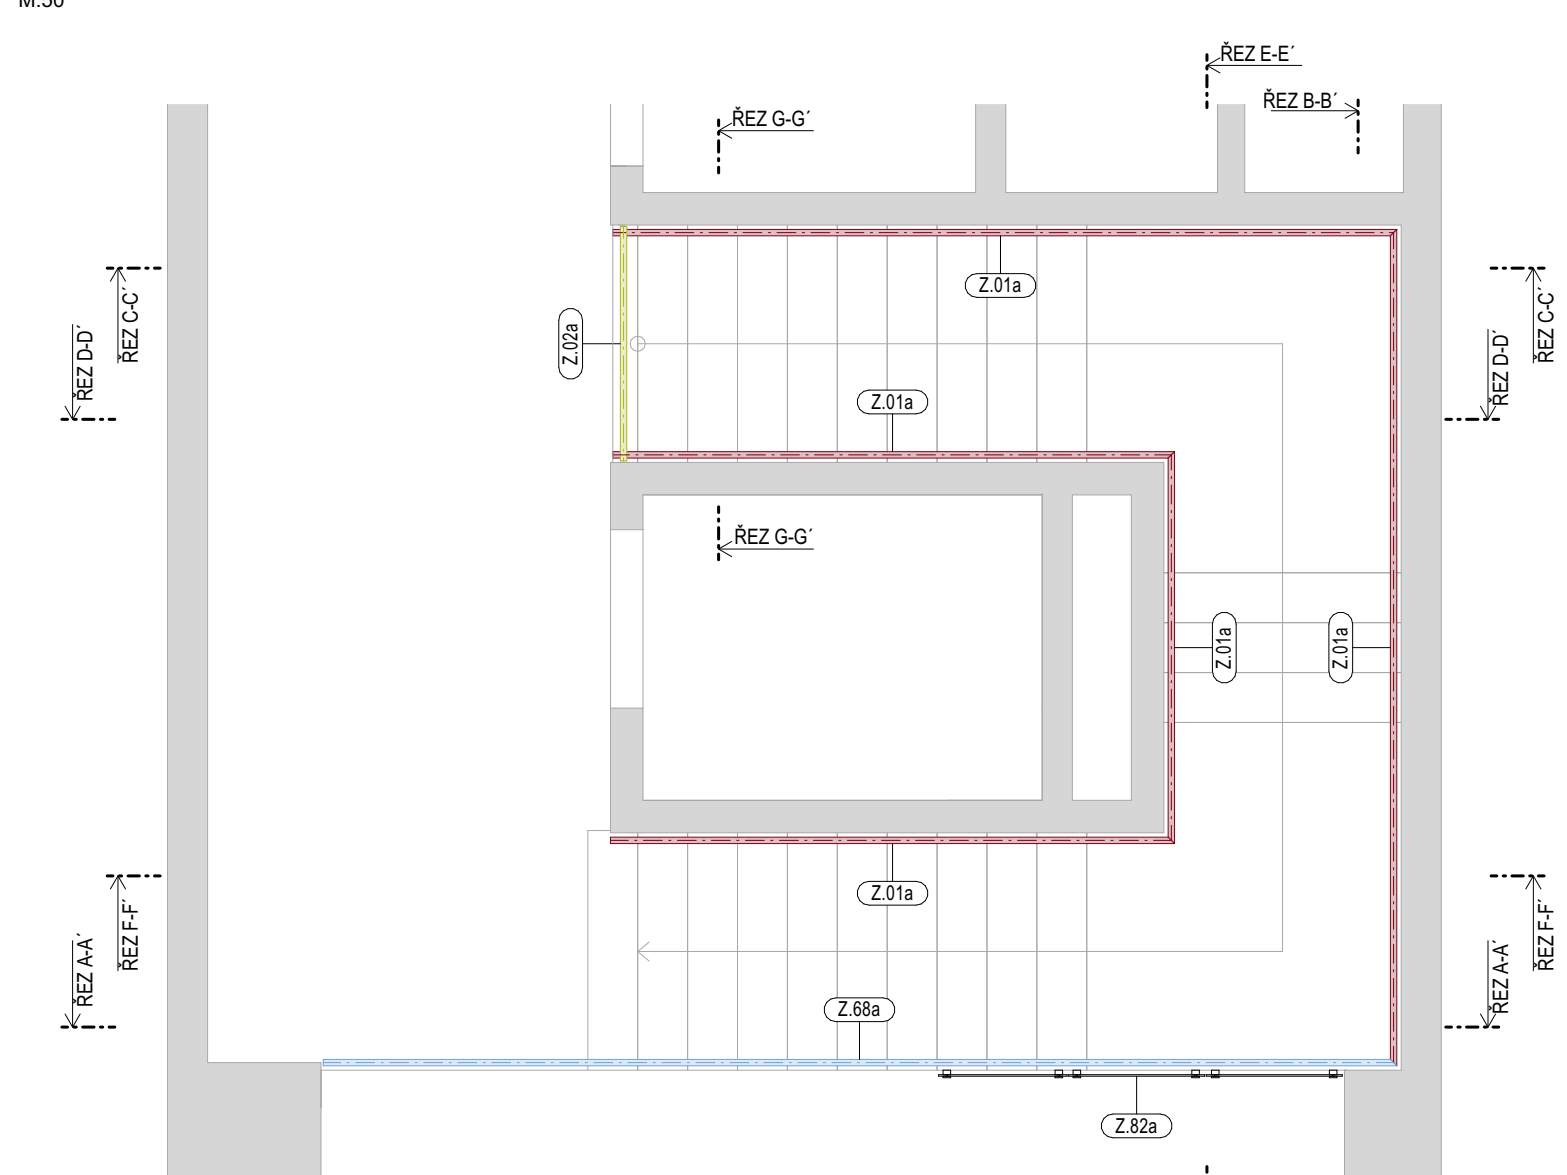 M:50
ŘEZ E-E´
ŘEZ B-B´
ŘEZ G-G´
Z.01a
ŘEZ C-C´
ŘEZ D-D´
Z.02a
ŘEZ C-C´
ŘEZ D-D´
Z.01a
ŘEZ G-G´
Z.01a
Z.01a
Z.01a
ŘEZ F-F´
ŘEZ A-A´
ŘEZ F-F´
ŘEZ A-A´
Z.68a
Z.82a